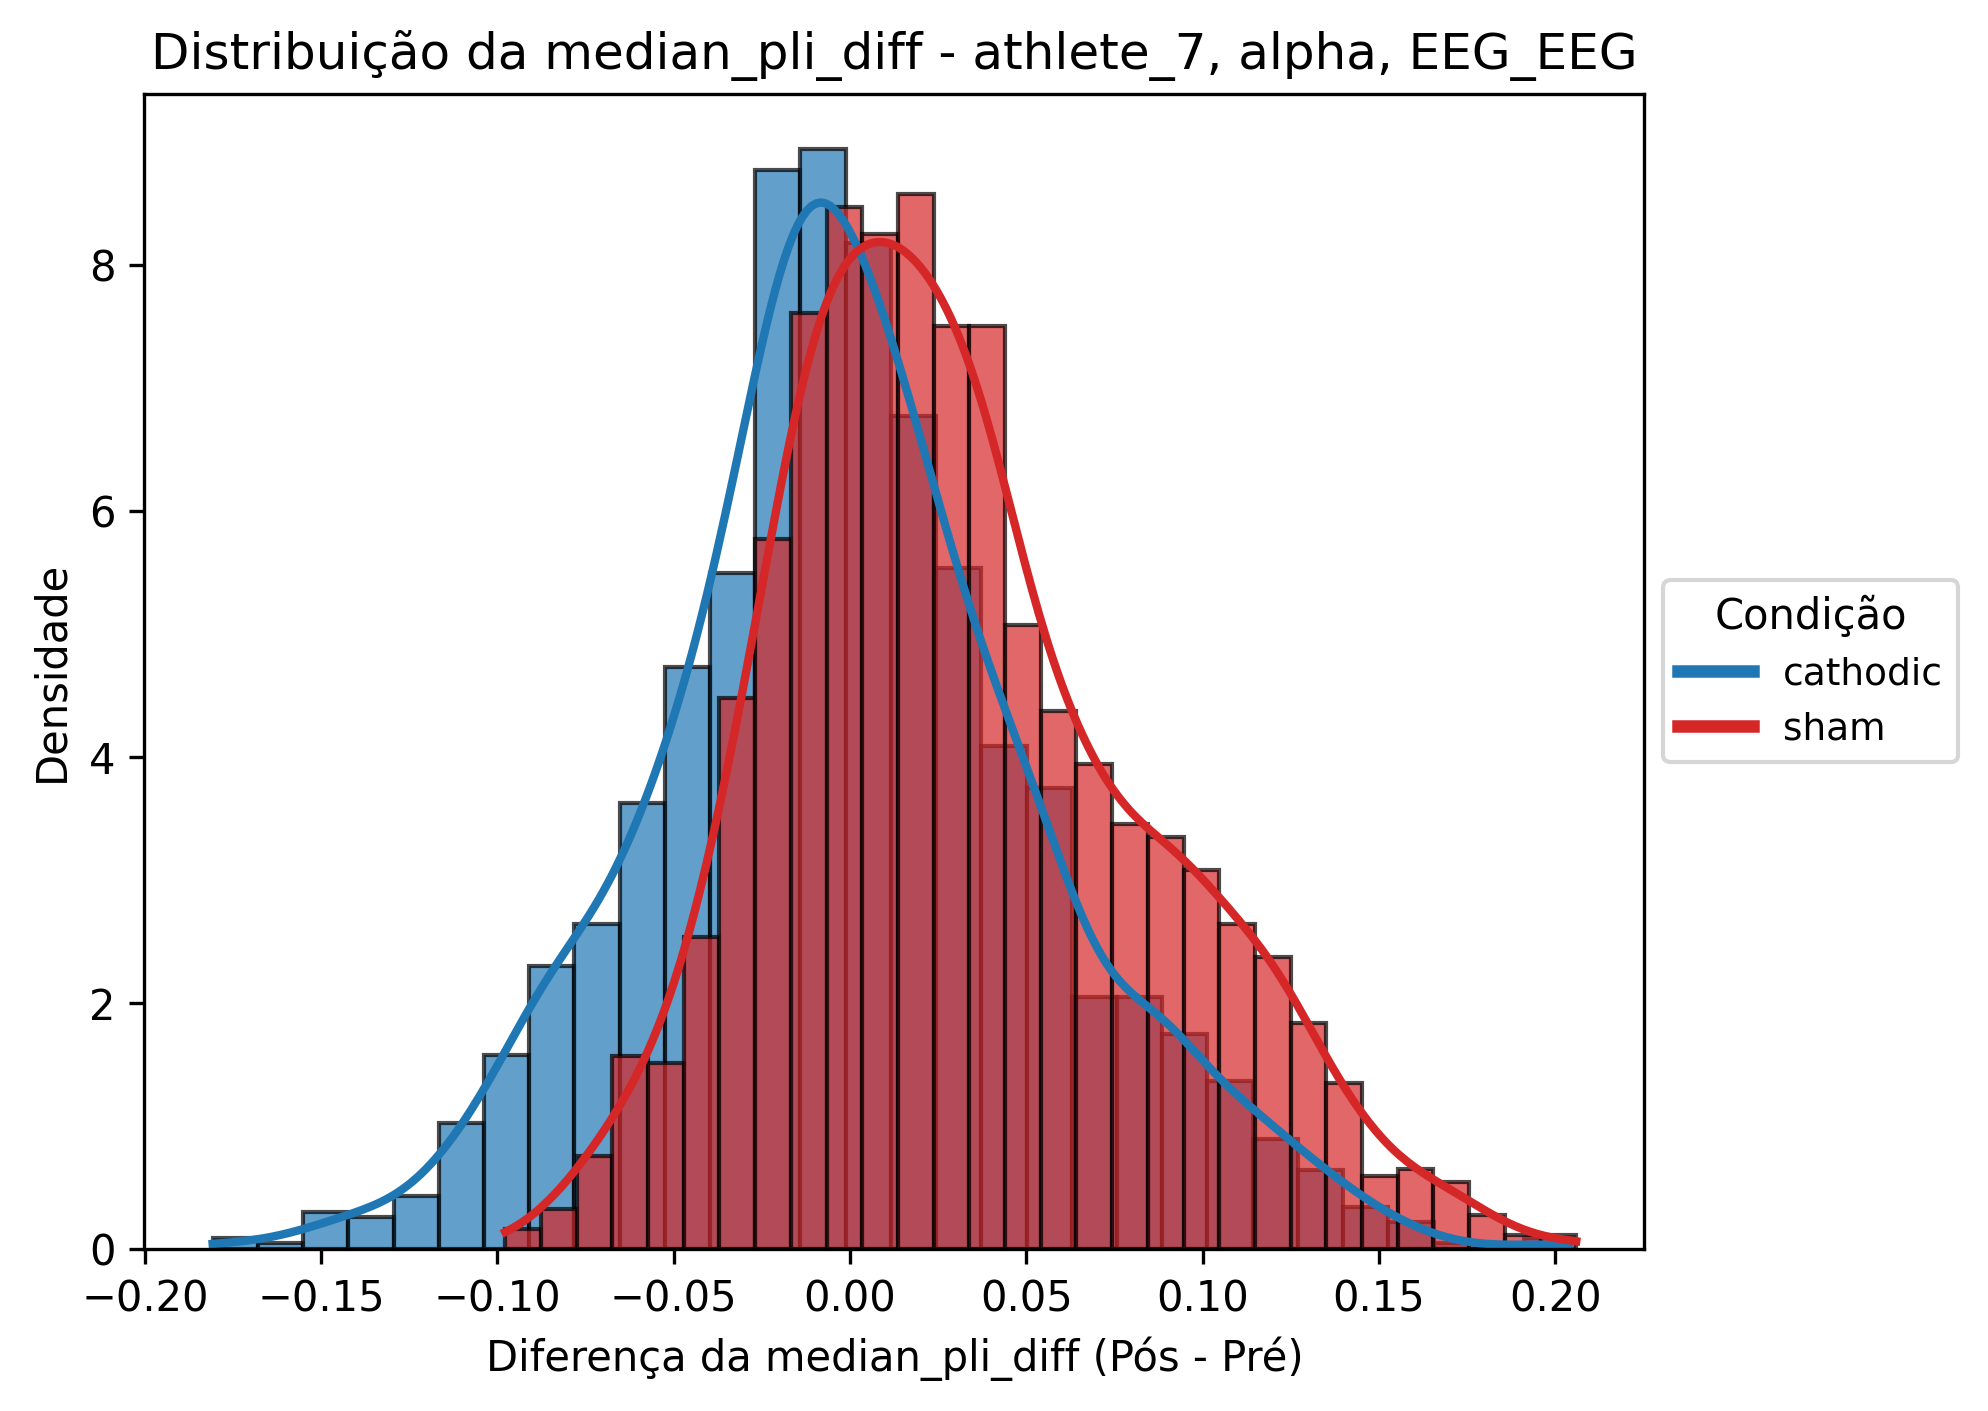 Distribuição da median_pli_diff - athlete_7, alpha, EEG_EEG
Densidade
8
6
4
2
0
−0.20 −0.15 −0.10 −0.05 0.00 0.05 0.10 0.15 0.20
Diferença da median_pli_diff (Pós - Pré)
Condição
cathodic
sham